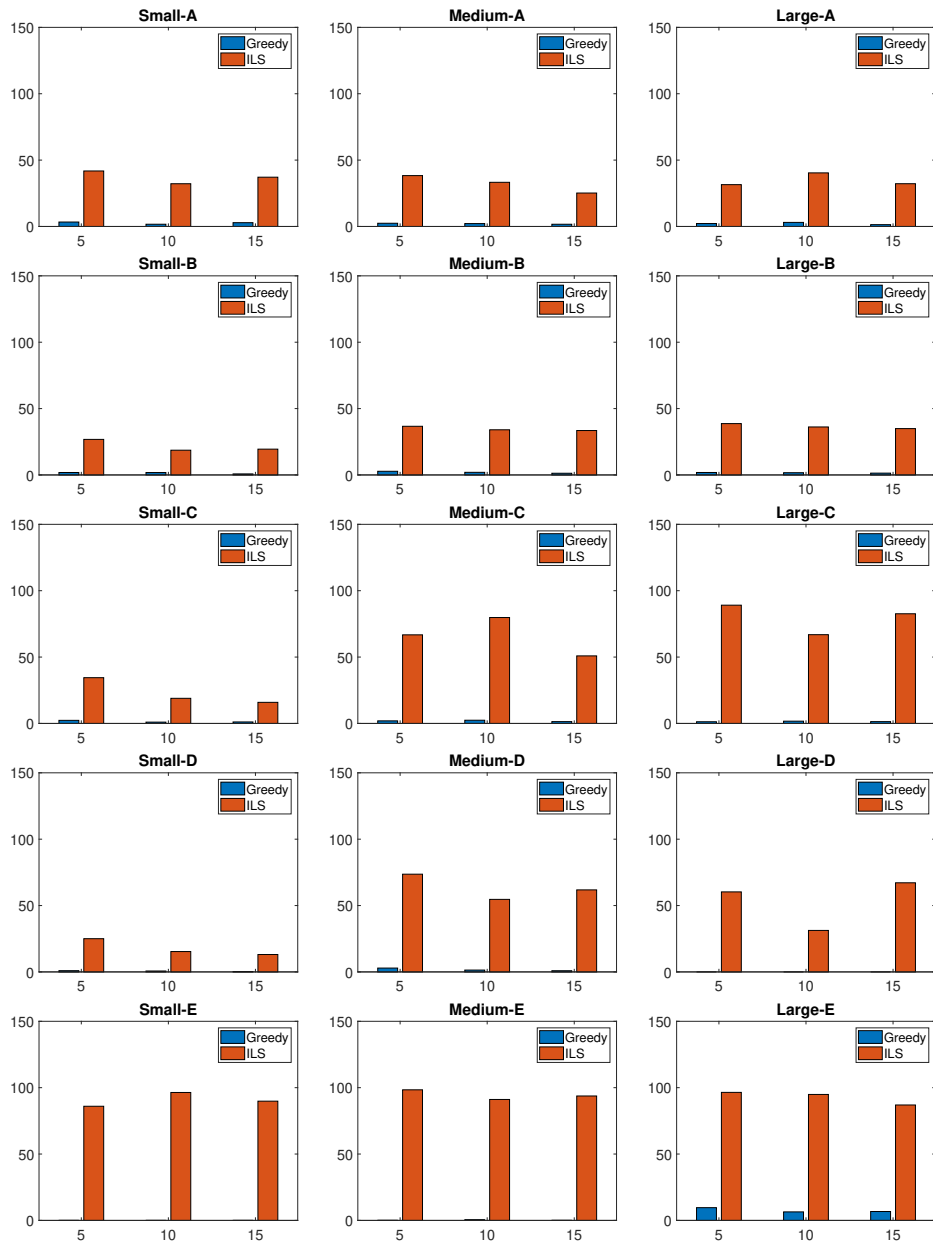 Small-A Medium-A Large-A
150 Greedy 150 Greedy 150 Greedy
ILS ILS ILS
100 100 100
50 50 50
0 0 0
5 10 15 5 10 15 5 10 15
Small-B Medium-B Large-B
150 Greedy 150 Greedy 150 Greedy
ILS ILS ILS
100 100 100
50 50 50
0 0 0
5 10 15 5 10 15 5 10 15
Small-C Medium-C Large-C
150 Greedy 150 Greedy 150 Greedy
ILS ILS ILS
100 100 100
50 50 50
0 0 0
5 10 15 5 10 15 5 10 15
Small-D Medium-D Large-D
150 Greedy 150 Greedy 150 Greedy
ILS ILS ILS
100 100 100
50 50 50
0 0 0
5 10 15 5 10 15 5 10 15
Small-E Medium-E Large-E
150 Greedy 150 Greedy 150 Greedy
ILS ILS ILS
100 100 100
50 50 50
0 0 0
5 10 15 5 10 15 5 10 15